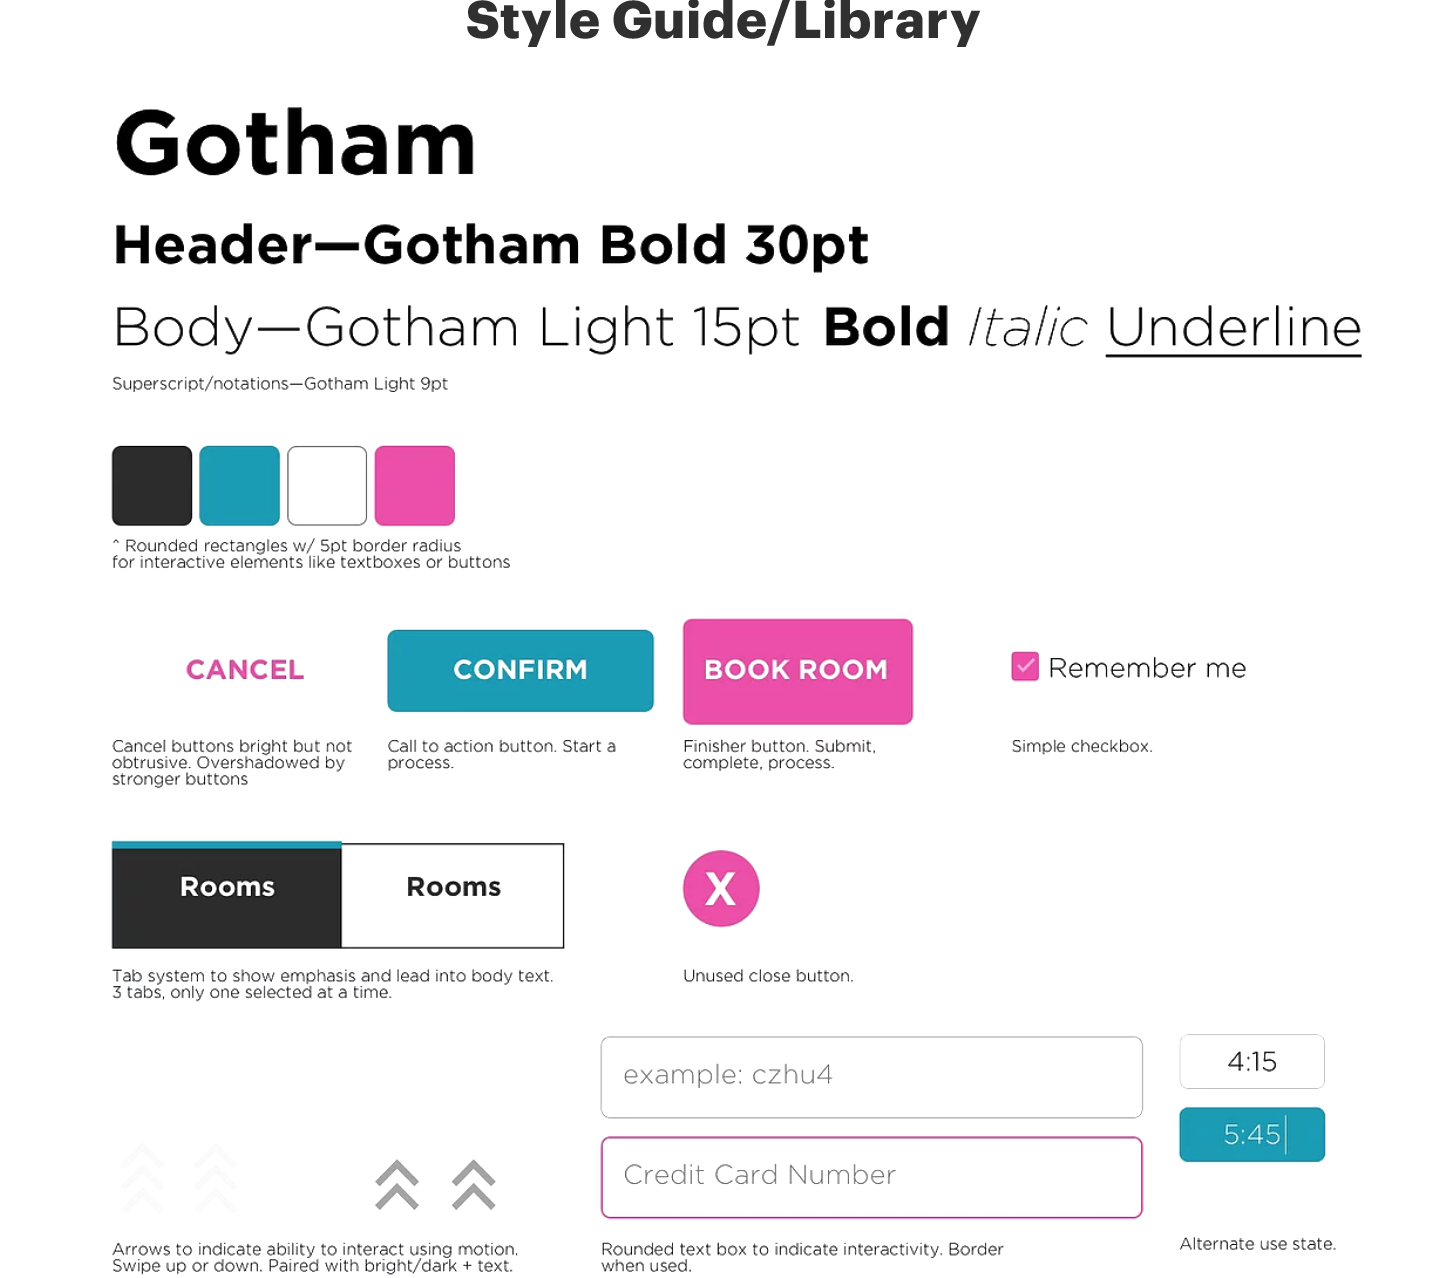 Style Guide/Library
Gotham
Header—Gotham Bold 30pt
Body—Gotham Light 15pt Bold Italic Underline
Superscript/notations—Gotham Light 9pt
^ Rounded rectangles w/ 5pt border radius
for interactive elements like textboxes or buttons
CANCEL
CONFIRM
BOOK ROOM
Remember me
Cancel buttons bright but not
obtrusive. Overshadowed by
stronger buttons
Call to action button. Start a
process.
Finisher button. Submit,
complete, process.
Simple checkbox.
Rooms
Rooms
X
Tab system to show emphasis and lead into body text.
3 tabs, only one selected at a time.
Unused close button.
example: czhu4
Credit Card Number
4:15
5:45
Arrows to indicate ability to interact using motion.
Swipe up or down. Paired with bright/dark + text.
Rounded text box to indicate interactivity. Border
when used.
Alternate use state.